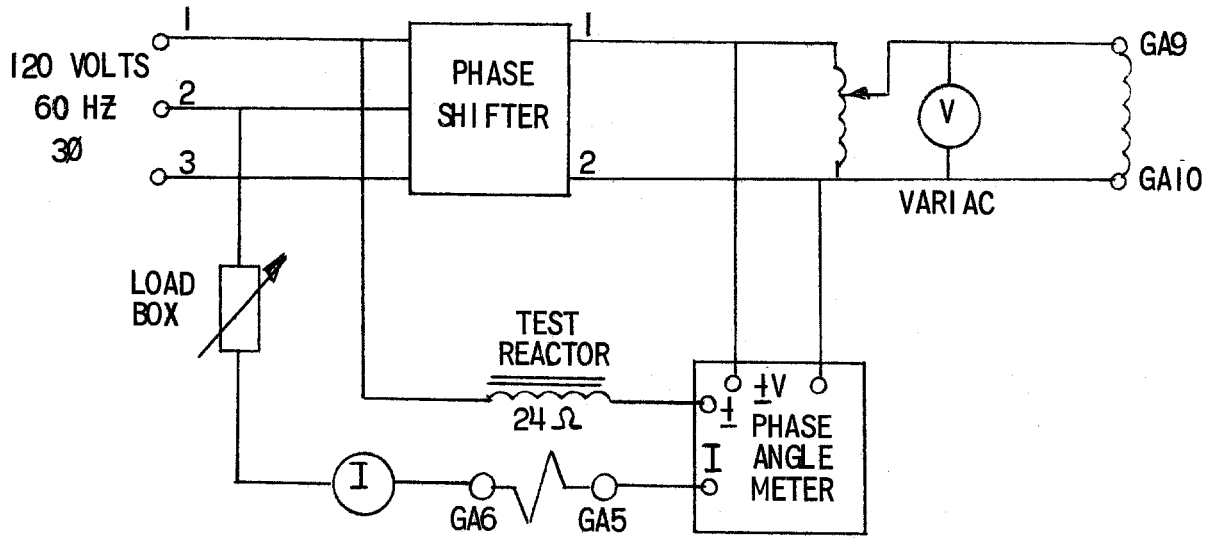 120 VOLTS
60 HZ
3Ø
1
2
3
PHASE
SHIFTER
1
2
V
VARIAC
GA9
GA10
LOAD
BOX
TEST
REACTOR
24 Ω
I
GA6
GA5
±V
±
I
PHASE
ANGLE
METER